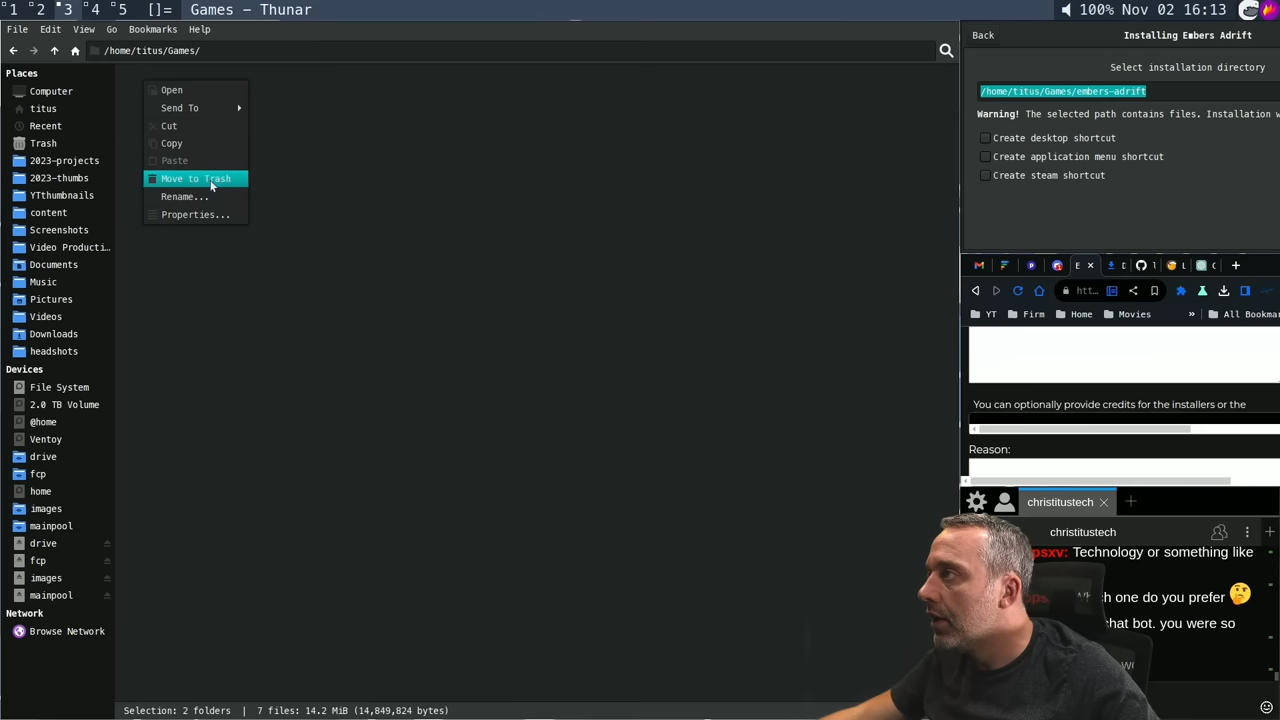 1 2 3 4 5 []= Games - Thunar 100% Nov 02 16:13
File Edit View Go Bookmarks Help
/home/titus/Games/
Places
Computer
titus
Recent
Trash
2023-projects
2023-thumbs
YTthumbnails
content
Screenshots
Video Producti…
Documents
Music
Pictures
Videos
Downloads
headshots
Devices
File System
2.0 TB Volume
@home
Ventoy
drive
fcp
home
images
mainpool
drive
fcp
images
mainpool
Network
Browse Network
Open
Send To
Cut
Copy
Paste
Move to Trash
Rename...
Properties...
Selection: 2 folders | 7 files: 14.2 MiB (14,849,824 bytes)
Back Installing Embers Adrift
Select installation directory
/home/titus/Games/embers-adrift
Warning! The selected path contains files. Installation
Create desktop shortcut
Create application menu shortcut
Create steam shortcut
E
htt…
YT Firm Home Movies » All Bookmar
You can optionally provide credits for the installers or the
Reason:
christitustech
christitustech
psxv: Technology or something like
one do you prefer 🤔
hat bot. you were so